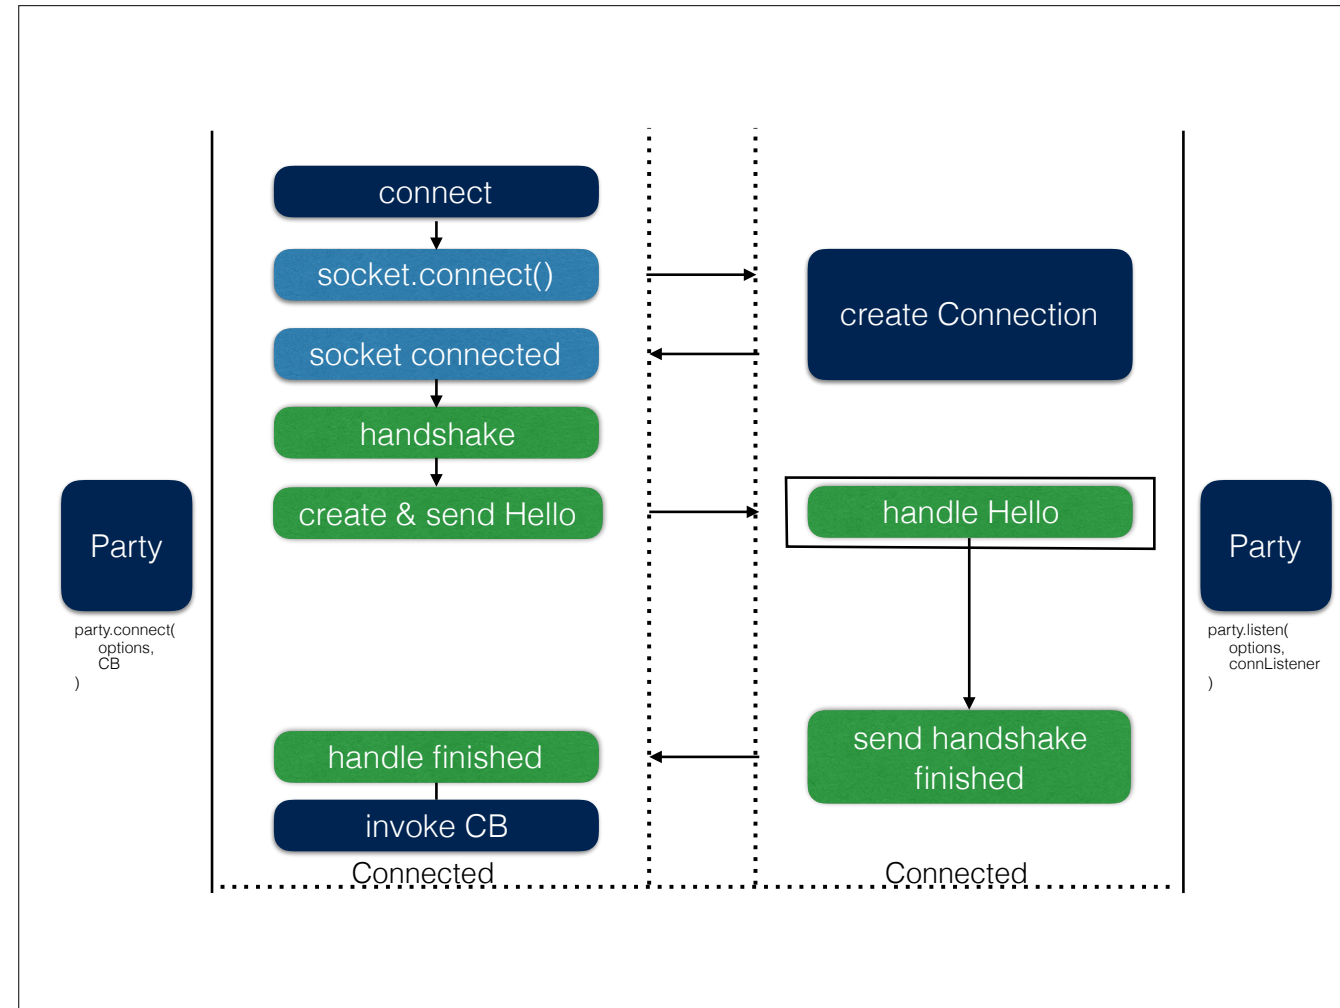 connect
socket.connect()
create Connection
socket connected
handshake
create & send Hello
handle Hello
Party
party.connect(
options,
CB
)
Party
party.listen(
options,
connListener
)
send handshake
finished
handle finished
invoke CB
Connected
Connected